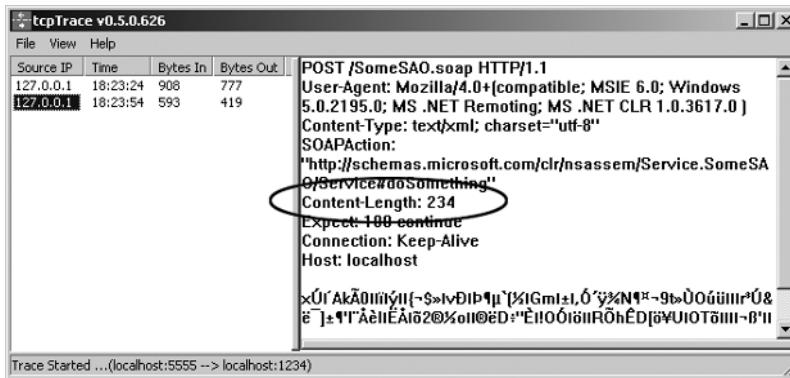 tcpTrace v0.5.0.626
File View Help
Source IP Time Bytes In Bytes Out
127.0.0.1 18:23:24 908 777
127.0.0.1 18:23:54 593 419
POST /SomeSAO.soap HTTP/1.1
User-Agent: Mozilla/4.0+(compatible; MSIE 6.0; Windows
5.0.2195.0; MS .NET Remoting; MS .NET CLR 1.0.3617.0 )
Content-Type: text/xml; charset="utf-8"
SOAPAction:
"http://schemas.microsoft.com/clr/nsassem/Service.SomeSA
O/Service#doSomething"
Content-Length: 234
Expect: 100-continue
Connection: Keep-Alive
Host: localhost
Trace Started ...(localhost:5555 --> localhost:1234)